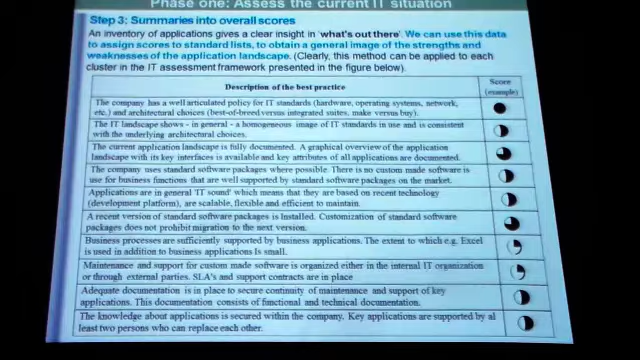 Phase one: Assess the current IT situation
Step 3: Summaries into overall scores
An inventory of applications gives a clear insight in 'what's out there'. We can use this data
to assign scores to standard lists, to obtain a general image of the strengths and
weaknesses of the application landscape. (Clearly, this method can be applied to each
cluster in the IT assessment framework presented in the figure below).
Description of the best practice
Score
(example)
The company has a well articulated policy for IT standards (hardware, operating systems, network,
etc.) and architectural choices (best-of-breed versus integrated suites, make versus buy).
The IT landscape shows - in general - a homogeneous image of IT standards in use and is consistent
with the underlying architectural choices.
The current application landscape is fully documented. A graphical overview of the application
landscape with its key interfaces is available and key attributes of all applications are documented.
The company uses standard software packages where possible. There is no custom made software is
use for business functions that are well supported by standard software packages on the market.
Applications are in general 'IT sound' which means that they are based on recent technology
(development platform), are scalable, flexible and efficient to maintain.
A recent version of standard software packages is Installed. Customization of standard software
packages does not prohibit migration to the next version.
Business processes are sufficiently supported by business applications. The extent to which e.g. Excel
is used in addition to business applications Is small.
Maintenance and support for custom made software is organized either in the internal IT organization
or through external parties. SLA's and support contracts are in place
Adequate documentation is in place to secure continuity of maintenance and support of key
applications. This documentation consists of functional and technical documentation.
The knowledge about applications is secured within the company. Key applications are supported by al
least two persons who can replace each other.